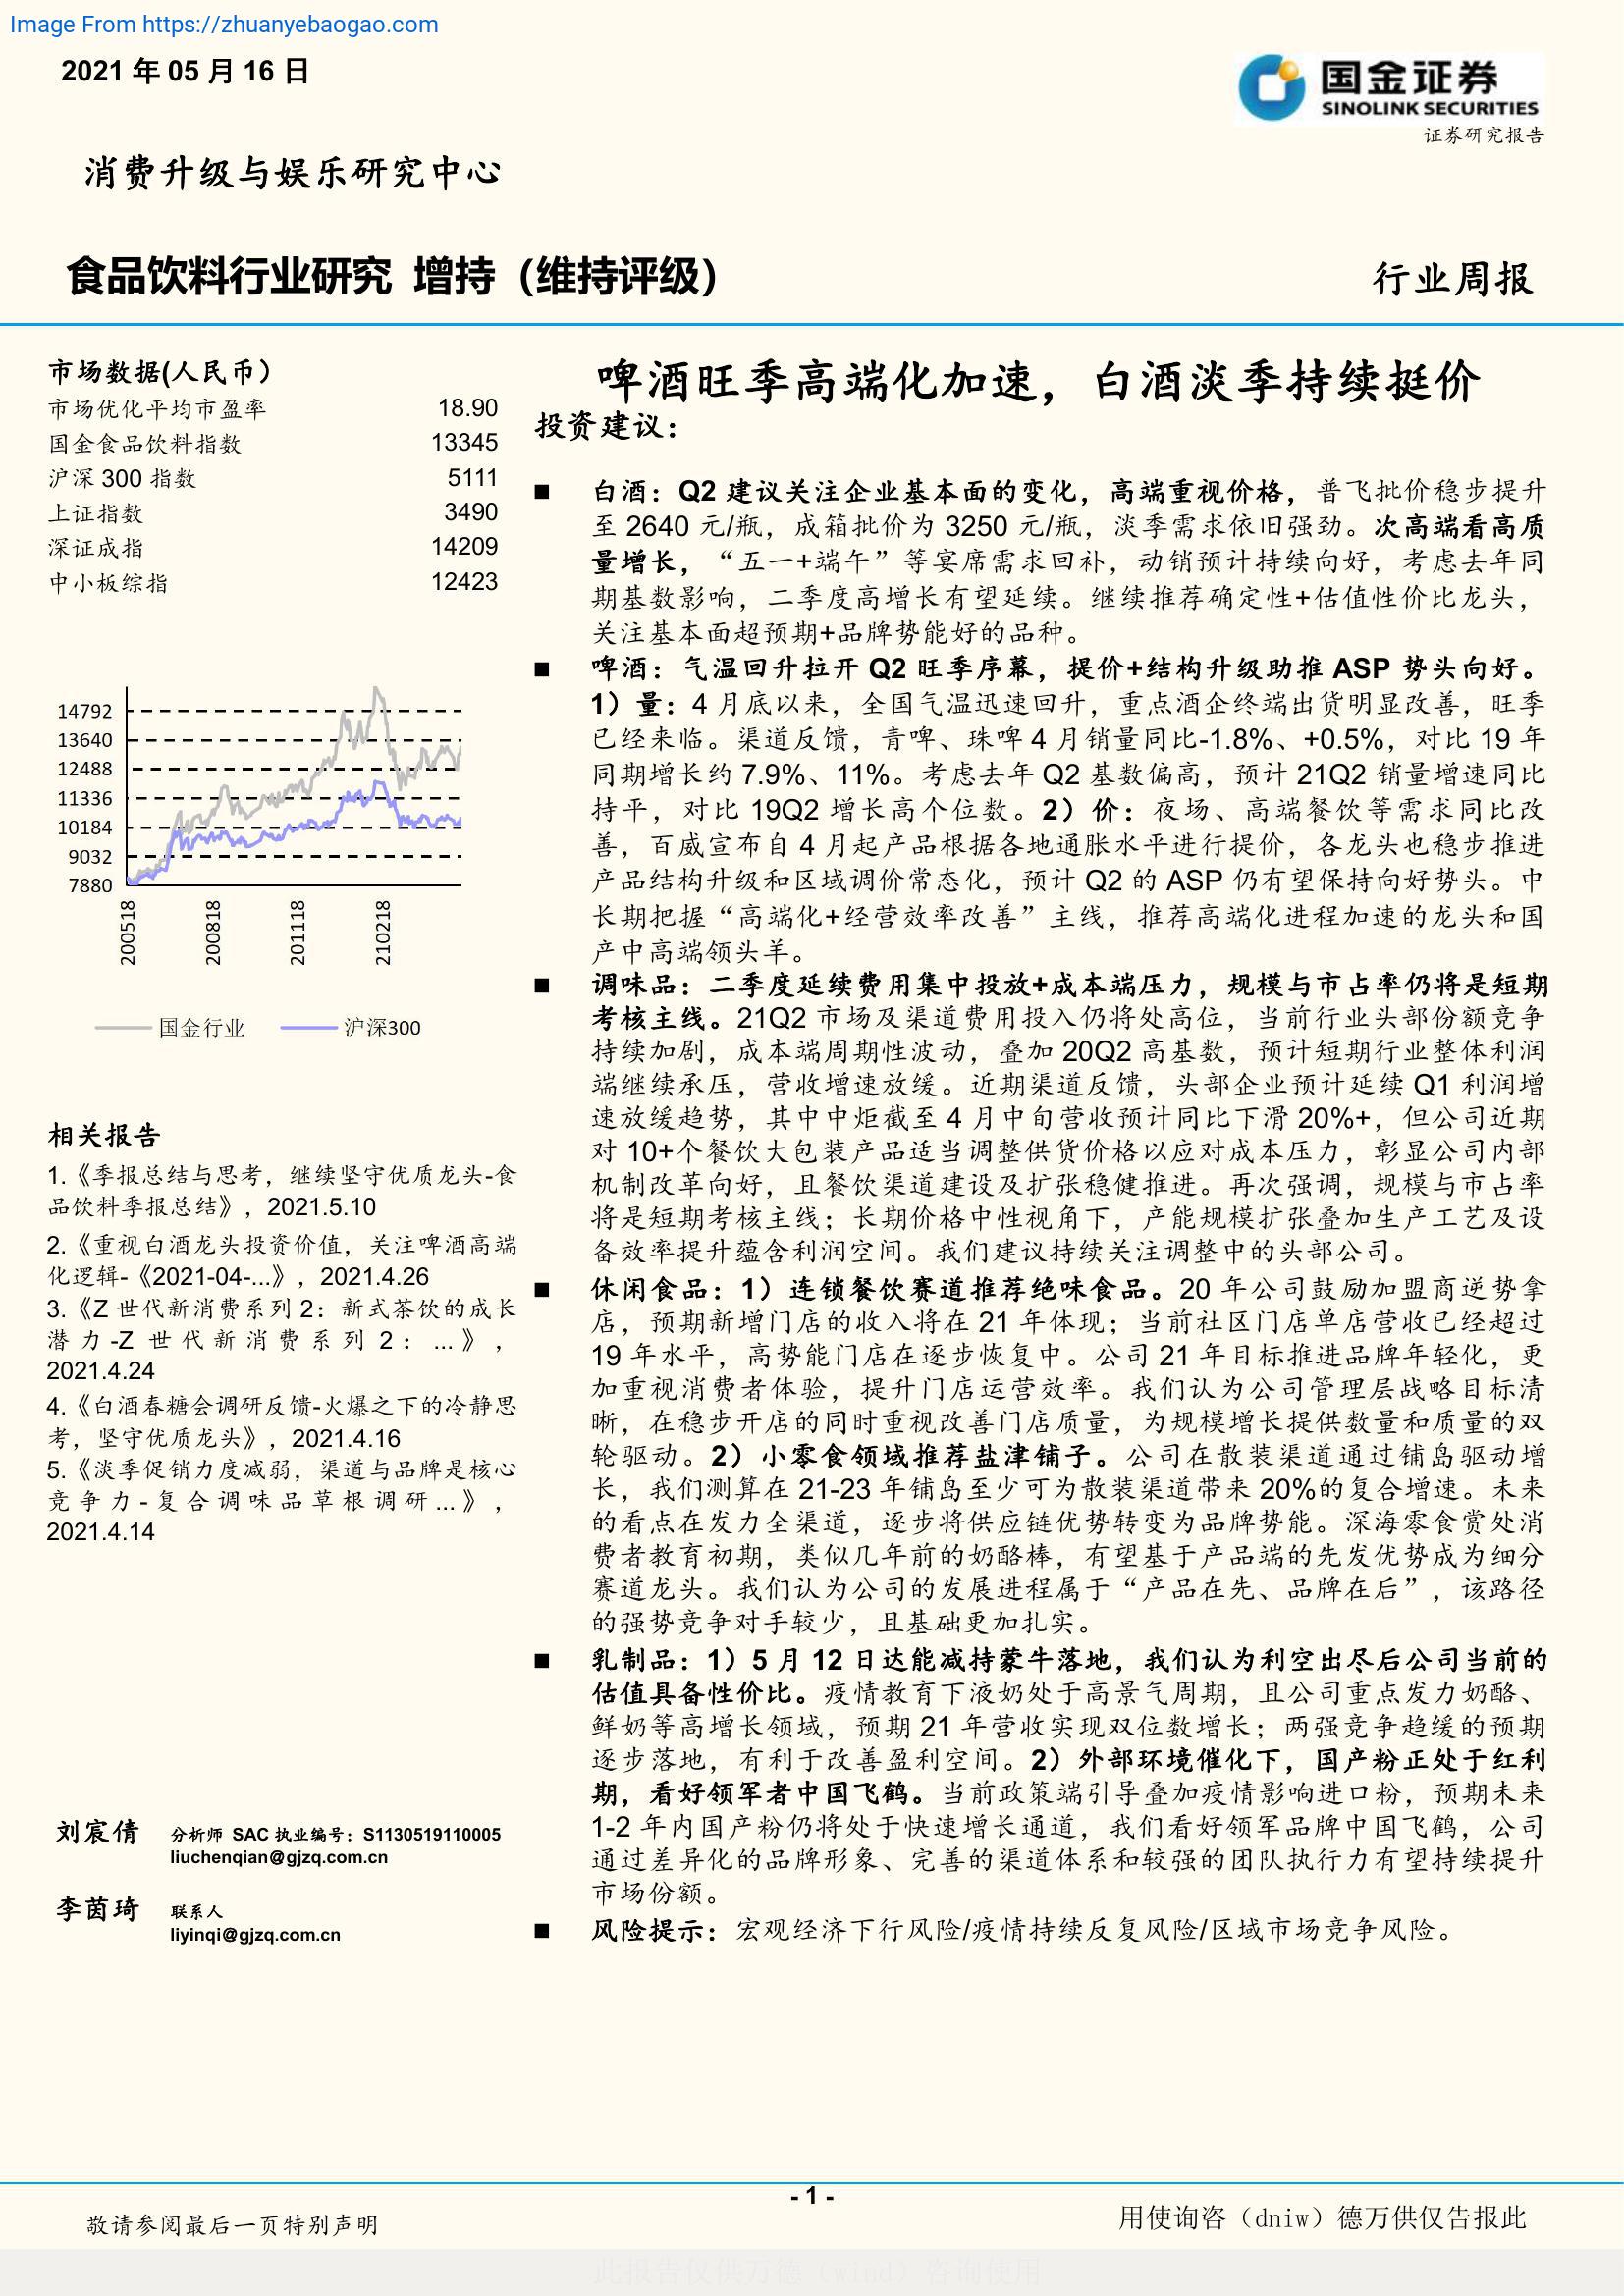 Image From https://zhuanyebaogao.com
2021 年 05 月 16 日
国金证券
SINOLINK SECURITIES
证券研究报告
消费升级与娱乐研究中心
食品饮料行业研究 增持（维持评级）
行业周报
市场数据(人民币）
市场优化平均市盈率 18.90
国金食品饮料指数 13345
沪深 300 指数 5111
上证指数 3490
深证成指 14209
中小板综指 12423
14792
13640
12488
11336
10184
9032
7880
200518
200818
201118
210218
国金行业 沪深300
相关报告
1.《季报总结与思考，继续坚守优质龙头-食
品饮料季报总结》，2021.5.10
2.《重视白酒龙头投资价值，关注啤酒高端
化逻辑-《2021-04-...》，2021.4.26
3.《Z 世代新消费系列 2：新式茶饮的成长
潜力-Z 世代新消费系列 2：...》，
2021.4.24
4.《白酒春糖会调研反馈-火爆之下的冷静思
考，坚守优质龙头》，2021.4.16
5.《淡季促销力度减弱，渠道与品牌是核心
竞争力-复合调味品草根调研...》，
2021.4.14
刘宸倩 分析师 SAC 执业编号：S1130519110005
liuchenqian@gjzq.com.cn
李茵琦 联系人
liyinqi@gjzq.com.cn
啤酒旺季高端化加速，白酒淡季持续挺价
投资建议：
■ 白酒：Q2 建议关注企业基本面的变化，高端重视价格，普飞批价稳步提升
至 2640 元/瓶，成箱批价为 3250 元/瓶，淡季需求依旧强劲。次高端看高质
量增长，“五一+端午”等宴席需求回补，动销预计持续向好，考虑去年同
期基数影响，二季度高增长有望延续。继续推荐确定性+估值性价比龙头，
关注基本面超预期+品牌势能好的品种。
■ 啤酒：气温回升拉开 Q2 旺季序幕，提价+结构升级助推 ASP 势头向好。
1）量：4 月底以来，全国气温迅速回升，重点酒企终端出货明显改善，旺季
已经来临。渠道反馈，青啤、珠啤 4 月销量同比-1.8%、+0.5%，对比 19 年
同期增长约 7.9%、11%。考虑去年 Q2 基数偏高，预计 21Q2 销量增速同比
持平，对比 19Q2 增长高个位数。2）价：夜场、高端餐饮等需求同比改
善，百威宣布自 4 月起产品根据各地通胀水平进行提价，各龙头也稳步推进
产品结构升级和区域调价常态化，预计 Q2 的 ASP 仍有望保持向好势头。中
长期把握“高端化+经营效率改善”主线，推荐高端化进程加速的龙头和国
产中高端领头羊。
■ 调味品：二季度延续费用集中投放+成本端压力，规模与市占率仍将是短期
考核主线。21Q2 市场及渠道费用投入仍将处高位，当前行业头部份额竞争
持续加剧，成本端周期性波动，叠加 20Q2 高基数，预计短期行业整体利润
端继续承压，营收增速放缓。近期渠道反馈，头部企业预计延续 Q1 利润增
速放缓趋势，其中中炬截至 4 月中旬营收预计同比下滑 20%+，但公司近期
对 10+个餐饮大包装产品适当调整供货价格以应对成本压力，彰显公司内部
机制改革向好，且餐饮渠道建设及扩张稳健推进。再次强调，规模与市占率
将是短期考核主线；长期价格中性视角下，产能规模扩张叠加生产工艺及设
备效率提升蕴含利润空间。我们建议持续关注调整中的头部公司。
■ 休闲食品：1）连锁餐饮赛道推荐绝味食品。20 年公司鼓励加盟商逆势拿
店，预期新增门店的收入将在 21 年体现；当前社区门店单店营收已经超过
19 年水平，高势能门店在逐步恢复中。公司 21 年目标推进品牌年轻化，更
加重视消费者体验，提升门店运营效率。我们认为公司管理层战略目标清
晰，在稳步开店的同时重视改善门店质量，为规模增长提供数量和质量的双
轮驱动。2）小零食领域推荐盐津铺子。公司在散装渠道通过铺岛驱动增
长，我们测算在 21-23 年铺岛至少可为散装渠道带来 20%的复合增速。未来
的看点在发力全渠道，逐步将供应链优势转变为品牌势能。深海零食赏处消
费者教育初期，类似几年前的奶酪棒，有望基于产品端的先发优势成为细分
赛道龙头。我们认为公司的发展进程属于“产品在先、品牌在后”，该路径
的强势竞争对手较少，且基础更加扎实。
■ 乳制品：1）5 月 12 日达能减持蒙牛落地，我们认为利空出尽后公司当前的
估值具备性价比。疫情教育下液奶处于高景气周期，且公司重点发力奶酪、
鲜奶等高增长领域，预期 21 年营收实现双位数增长；两强竞争趋缓的预期
逐步落地，有利于改善盈利空间。2）外部环境催化下，国产粉正处于红利
期，看好领军者中国飞鹤。当前政策端引导叠加疫情影响进口粉，预期未来
1-2 年内国产粉仍将处于快速增长通道，我们看好领军品牌中国飞鹤，公司
通过差异化的品牌形象、完善的渠道体系和较强的团队执行力有望持续提升
市场份额。
■ 风险提示：宏观经济下行风险/疫情持续反复风险/区域市场竞争风险。
- 1 -
敬请参阅最后一页特别声明
用使询咨（dniw）德万供仅告报此
此报告仅供万德（wind）咨询使用